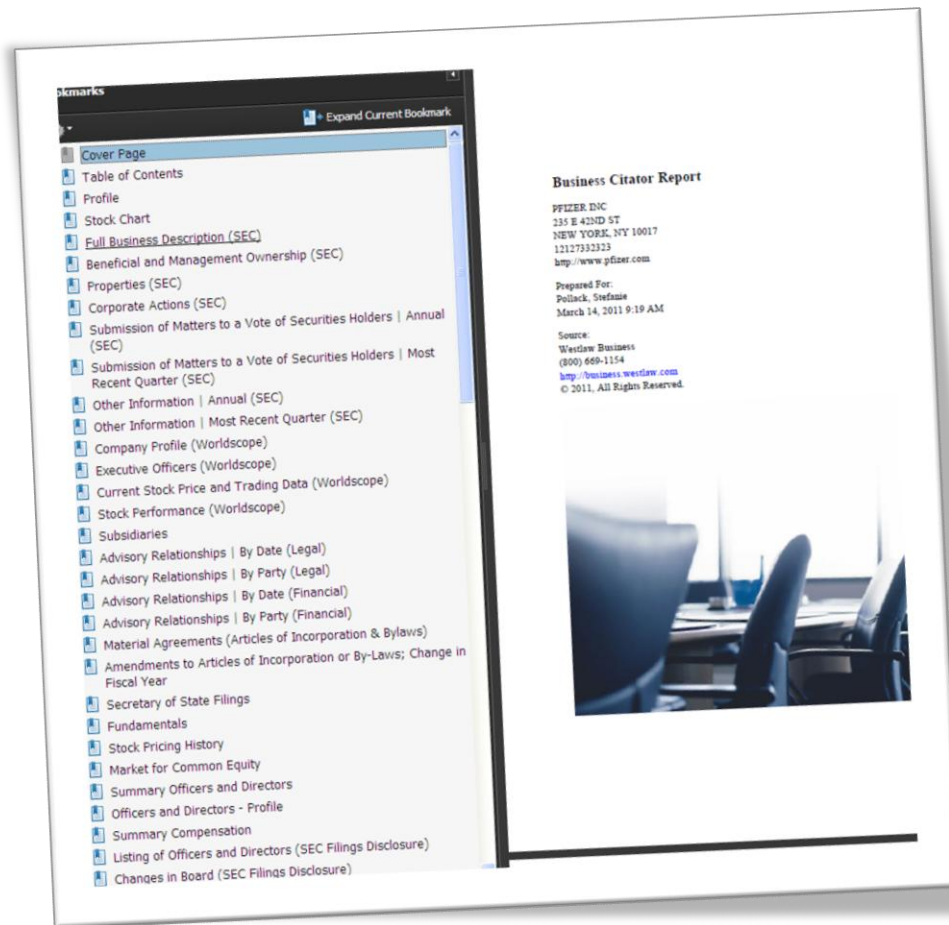 okmarks
Expand Current Bookmark
Cover Page
Table of Contents
Profile
Stock Chart
Full Business Description (SEC)
Beneficial and Management Ownership (SEC)
Properties (SEC)
Corporate Actions (SEC)
Submission of Matters to a Vote of Securities Holders | Annual
(SEC)
Submission of Matters to a Vote of Securities Holders | Most
Recent Quarter (SEC)
Other Information | Annual (SEC)
Other Information | Most Recent Quarter (SEC)
Company Profile (Worldscope)
Executive Officers (Worldscope)
Current Stock Price and Trading Data (Worldscope)
Stock Performance (Worldscope)
Subsidiaries
Advisory Relationships | By Date (Legal)
Advisory Relationships | By Party (Legal)
Advisory Relationships | By Date (Financial)
Advisory Relationships | By Party (Financial)
Material Agreements (Articles of Incorporation & Bylaws)
Amendments to Articles of Incorporation or By-Laws; Change in
Fiscal Year
Secretary of State Filings
Fundamentals
Stock Pricing History
Market for Common Equity
Summary Officers and Directors
Officers and Directors - Profile
Summary Compensation
Listing of Officers and Directors (SEC Filings Disclosure)
Changes in Board (SEC Filings Disclosure)
Business Citator Report
PFIZER INC
235 E 42ND ST
NEW YORK, NY 10017
12127332323
http://www.pfizer.com
Prepared For:
Pollack, Stefanie
March 14, 2011 9:19 AM
Source:
Westlaw Business
(800) 669-1154
http://business.westlaw.com
© 2011, All Rights Reserved.